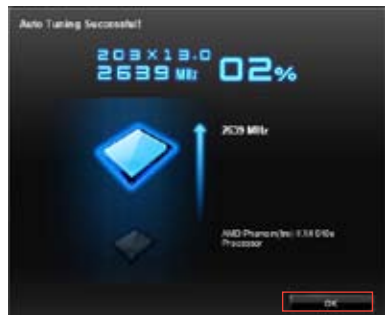 Auto Tuning Successful!
203×13.0
2639 MHz 02%
2639 MHz
AMD Phenom(tm) II X4
Processor
OK